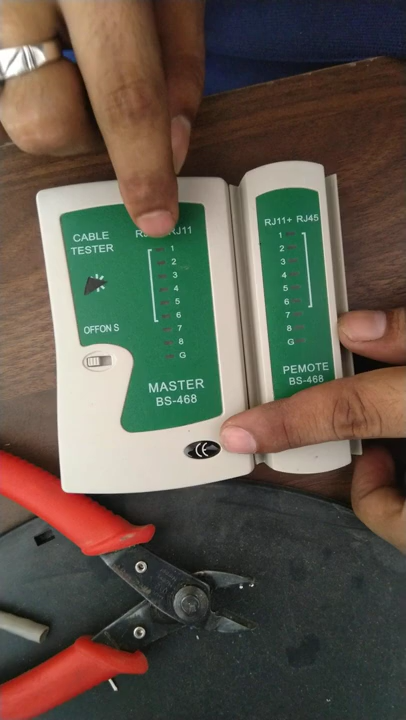 CABLE
TESTER
RJ11
1
2
3
4
5
6
7
8
G
OFFON S
MASTER
BS-468
CE
RJ11+ RJ45
1
2
3
4
5
6
7
8
G
PEMOTE
BS-468